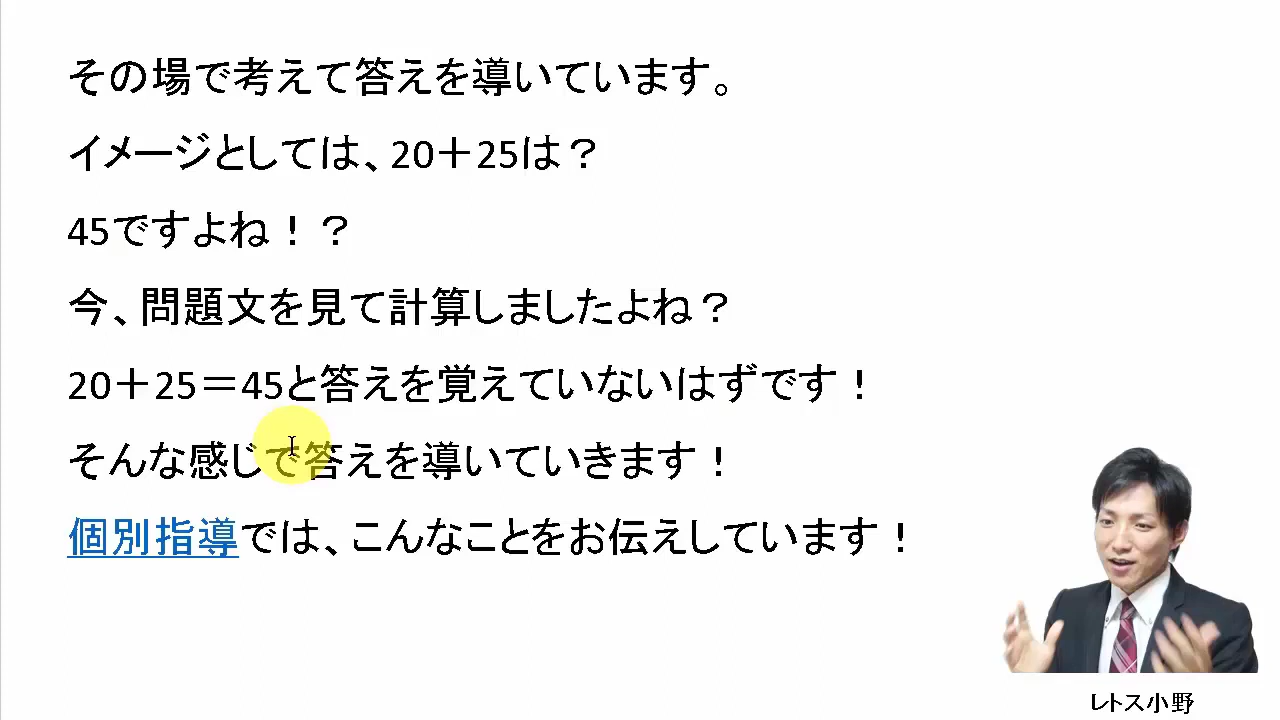 その場で考えて答えを導いています。
イメージとしては、20＋25は？
45ですよね！？
今、問題文を見て計算しましたよね？
20＋25＝45と答えを覚えていないはずです！
そんな感じで答えを導いていきます！
個別指導では、こんなことをお伝えしています！
レトス小野